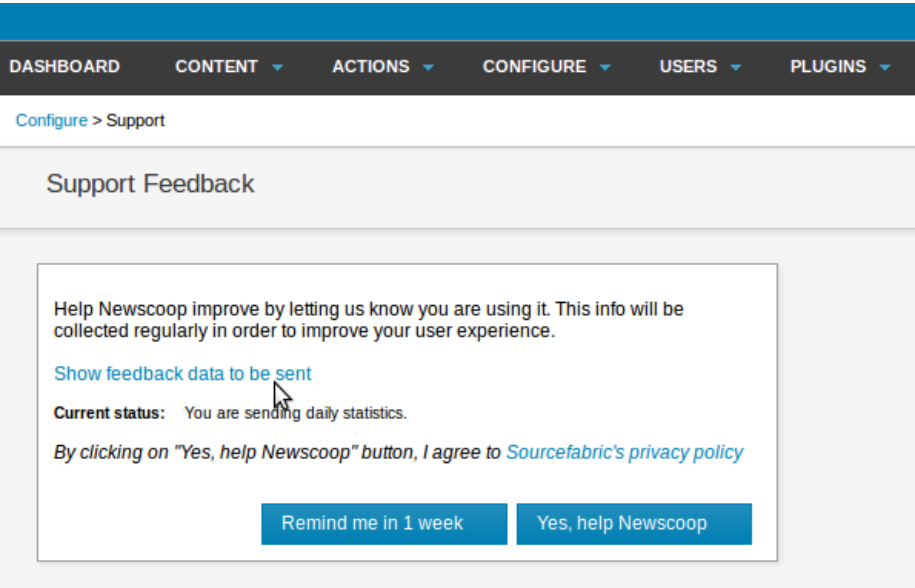 DASHBOARD CONTENT ACTIONS CONFIGURE USERS PLUGINS
Configure > Support
Support Feedback
Help Newscoop improve by letting us know you are using it. This info will be
collected regularly in order to improve your user experience.
Show feedback data to be sent
Current status: You are sending daily statistics.
By clicking on "Yes, help Newscoop" button, I agree to Sourcefabric's privacy policy
Remind me in 1 week Yes, help Newscoop